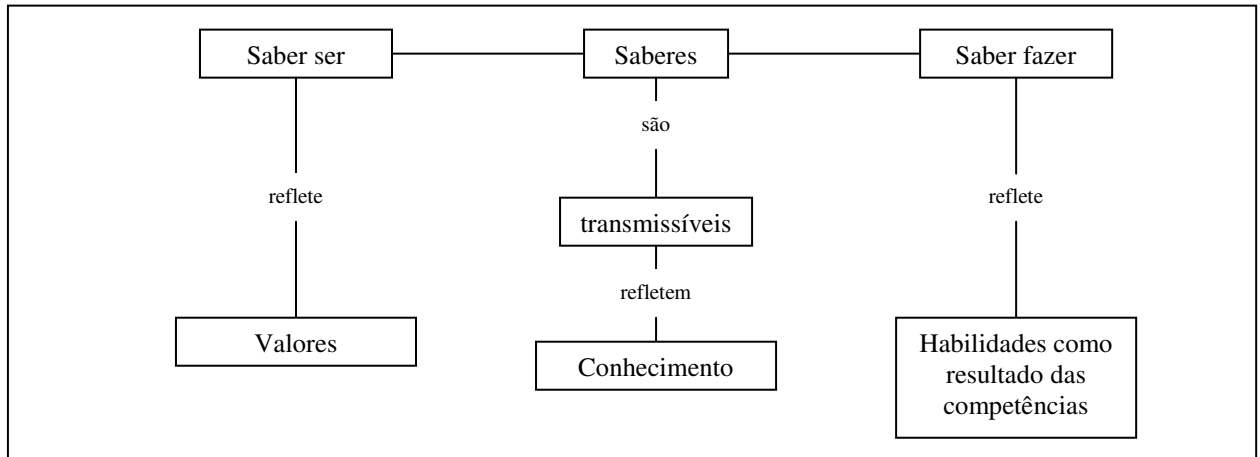 Saber ser
Saberes
Saber fazer
são
reflete
reflete
transmissíveis
refletem
Valores
Conhecimento
Habilidades como
resultado das
competências